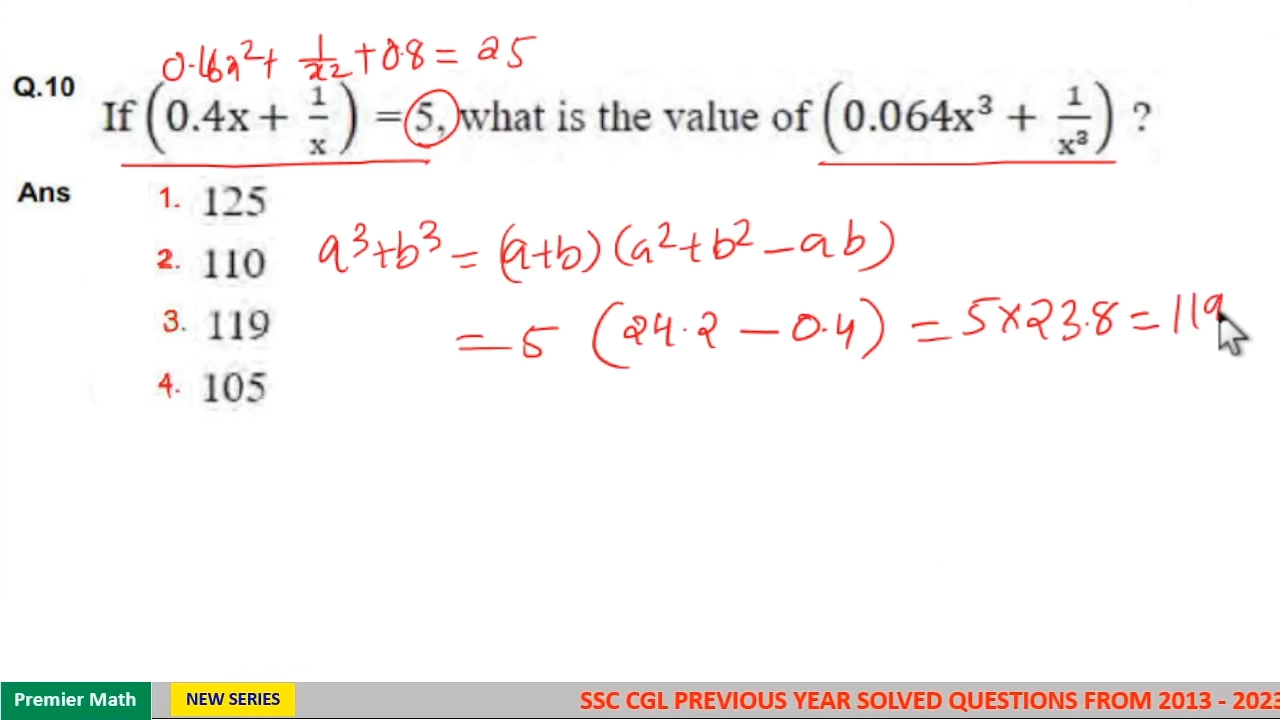 0.16x² + 1/x² + 0.8 = 25
Q.10 If (0.4x + 1/x) = 5, what is the value of (0.064x³ + 1/x³) ?
Ans 1. 125
2. 110
3. 119
4. 105
a³+b³ = (a+b) (a²+b² – ab)
= 5 (24.2 – 0.4) = 5×23.8 = 119
Premier Math NEW SERIES SSC CGL PREVIOUS YEAR SOLVED QUESTIONS FROM 2013 - 2023